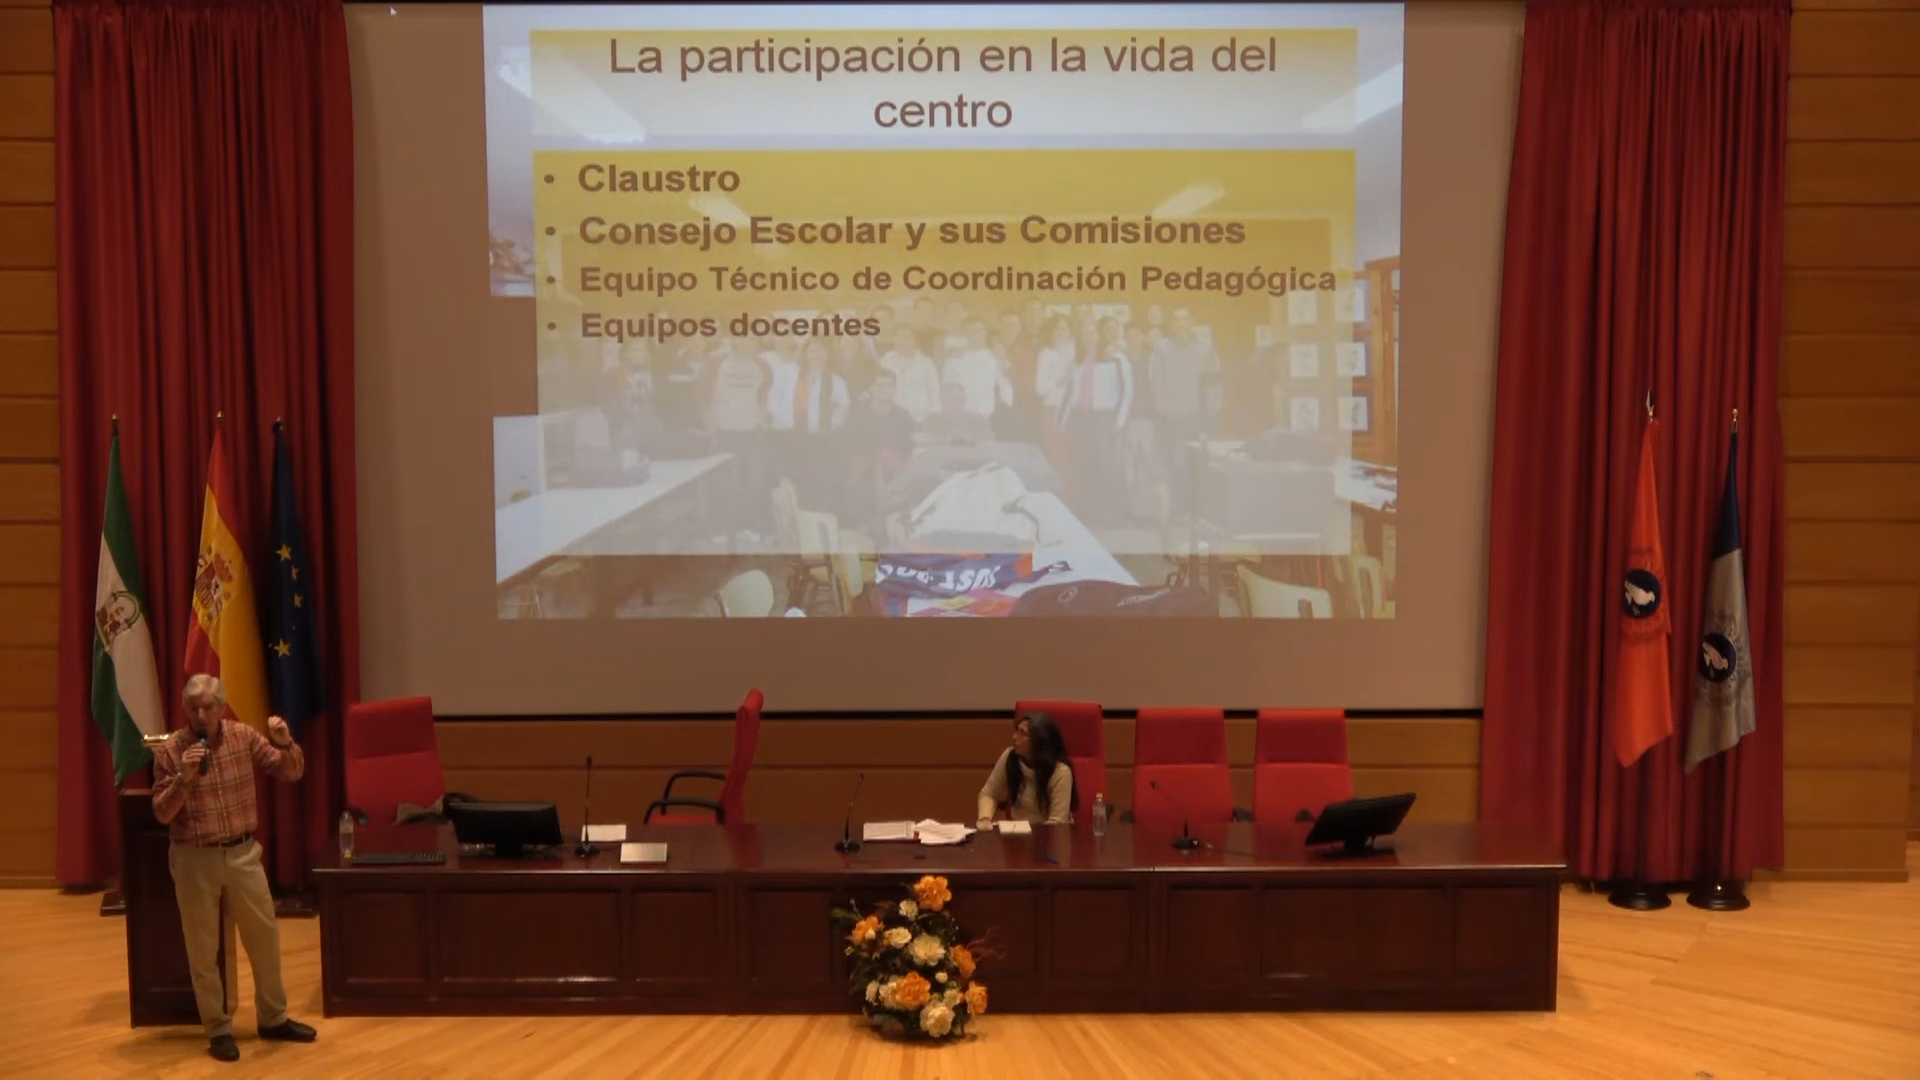 La participación en la vida del
centro
• Claustro
• Consejo Escolar y sus Comisiones
• Equipo Técnico de Coordinación Pedagógica
• Equipos docentes